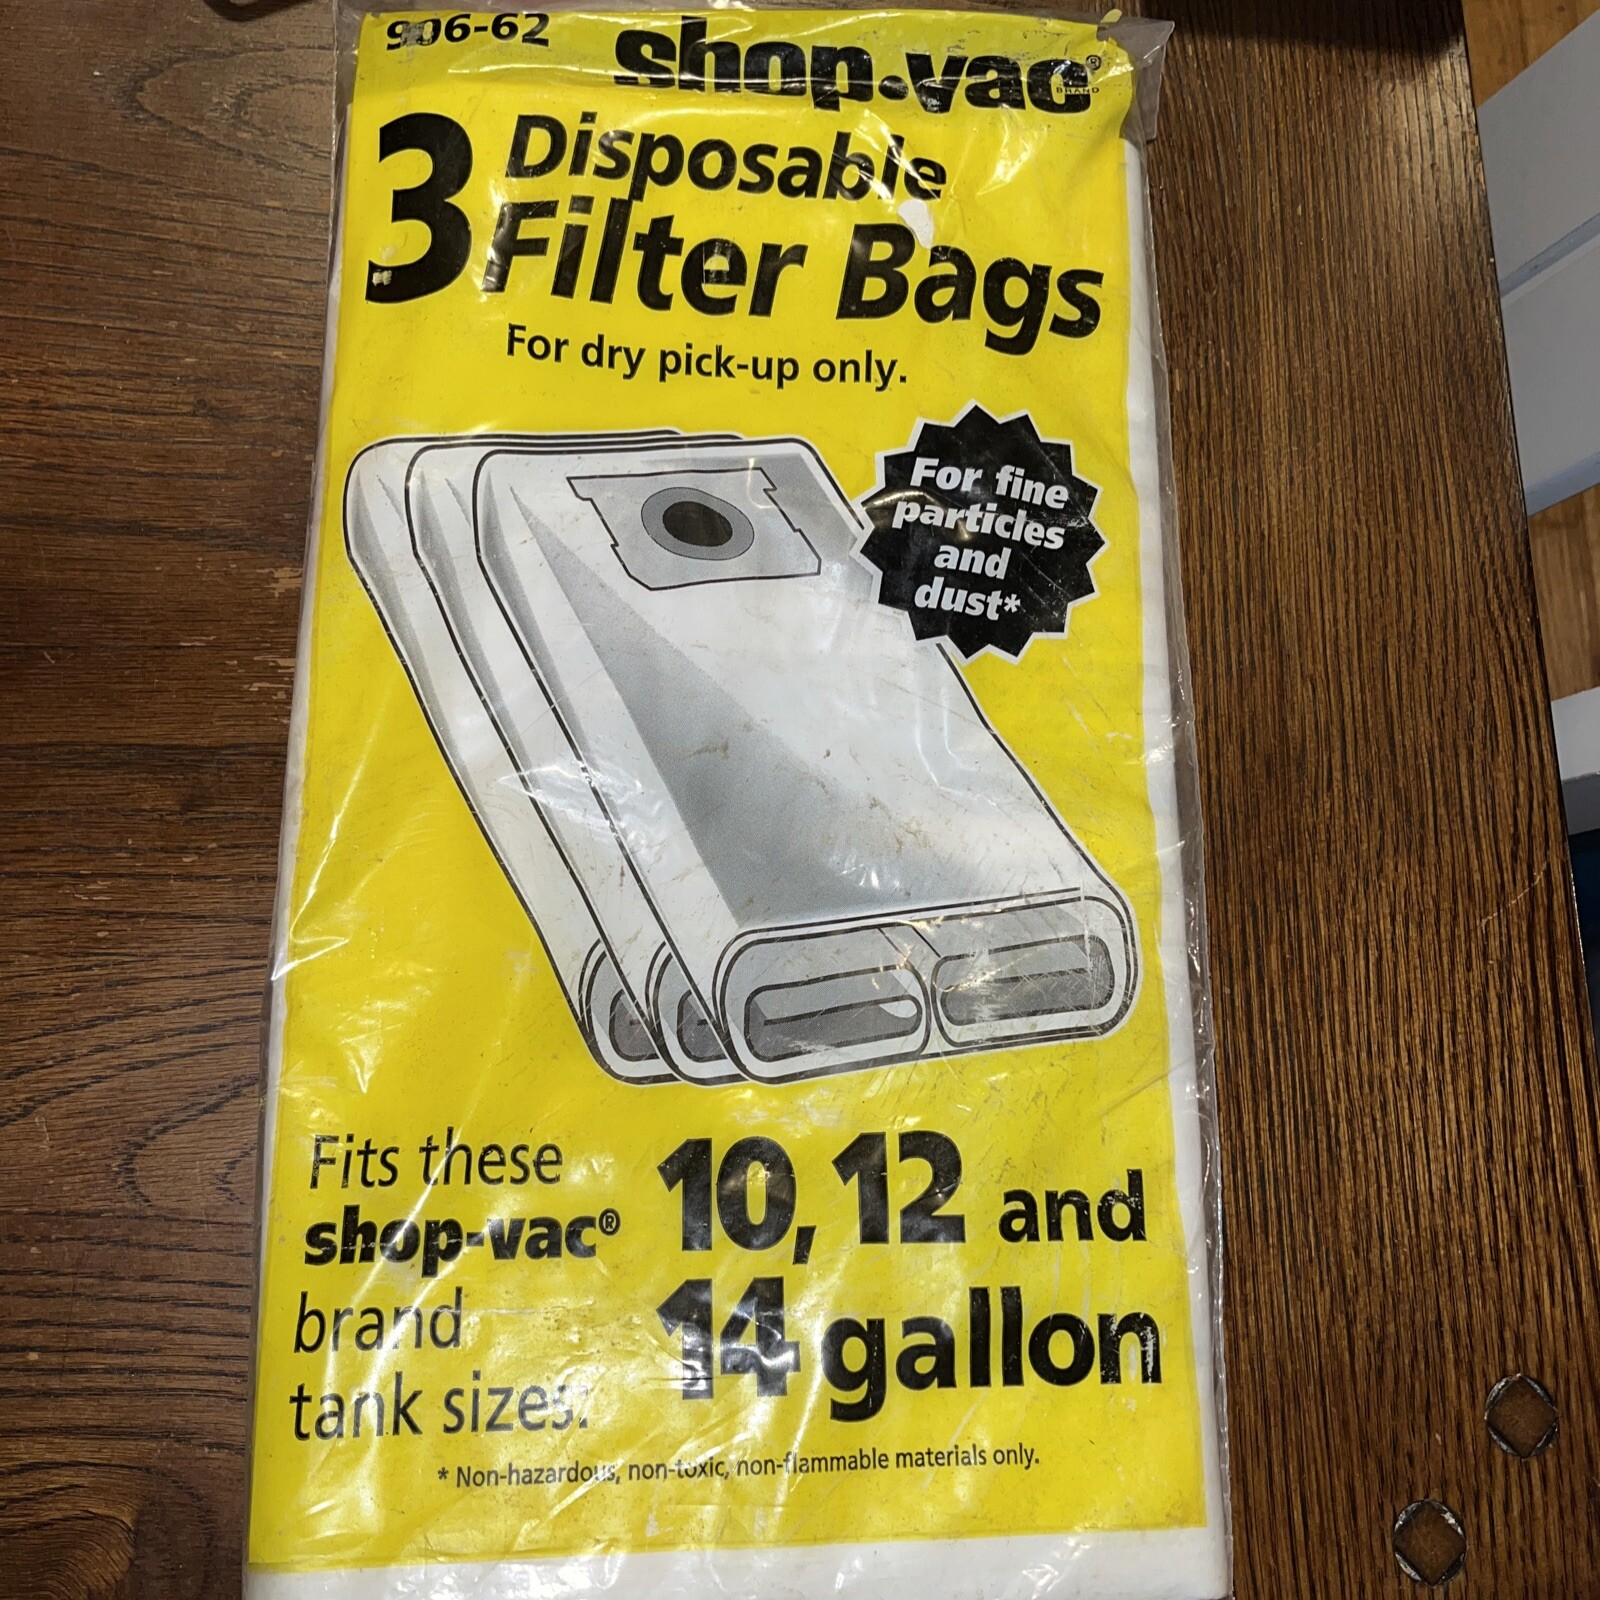 906-62
shop·vac®
BRAND
3 Disposable
Filter Bags
For dry pick-up only.
For fine
particles
and
dust*
Fits these
shop-vac®
brand
tank sizes:
10, 12 and
14 gallon
* Non-hazardous, non-toxic, non-flammable materials only.